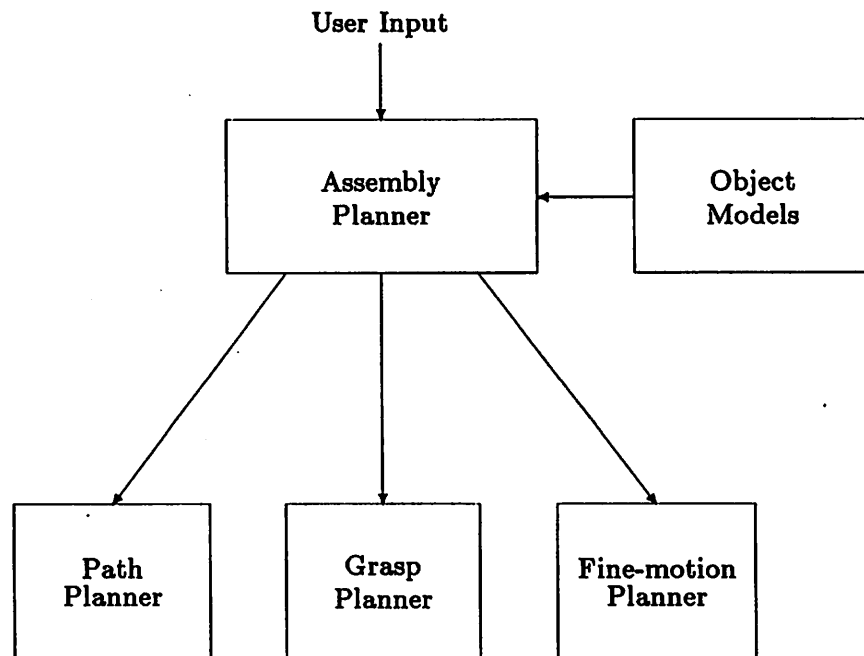 User Input
Assembly
Planner
Object
Models
Path
Planner
Grasp
Planner
Fine-motion
Planner